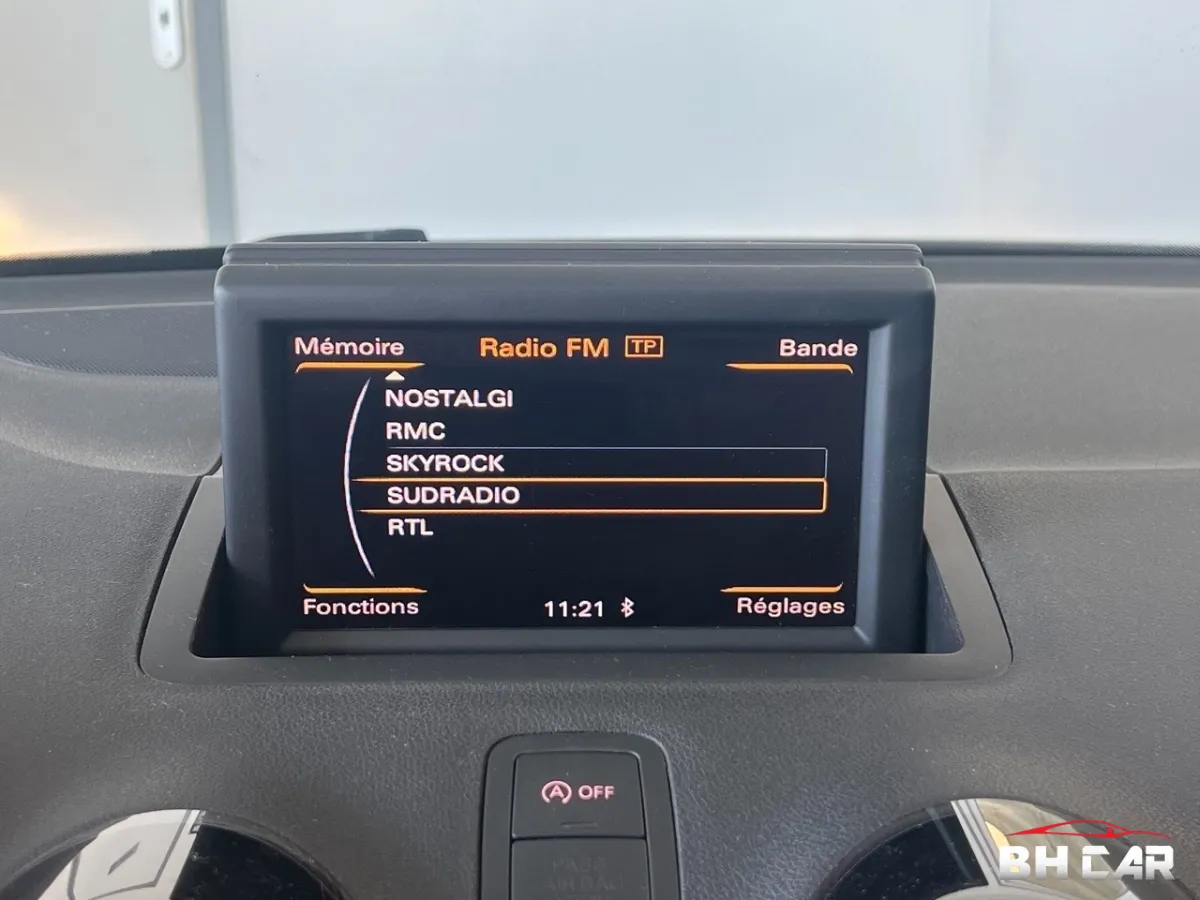 Mémoire Radio FM TP Bande
NOSTALGI
RMC
SKYROCK
SUDRADIO
RTL
Fonctions 11:21 Réglages
A OFF
BH CAR